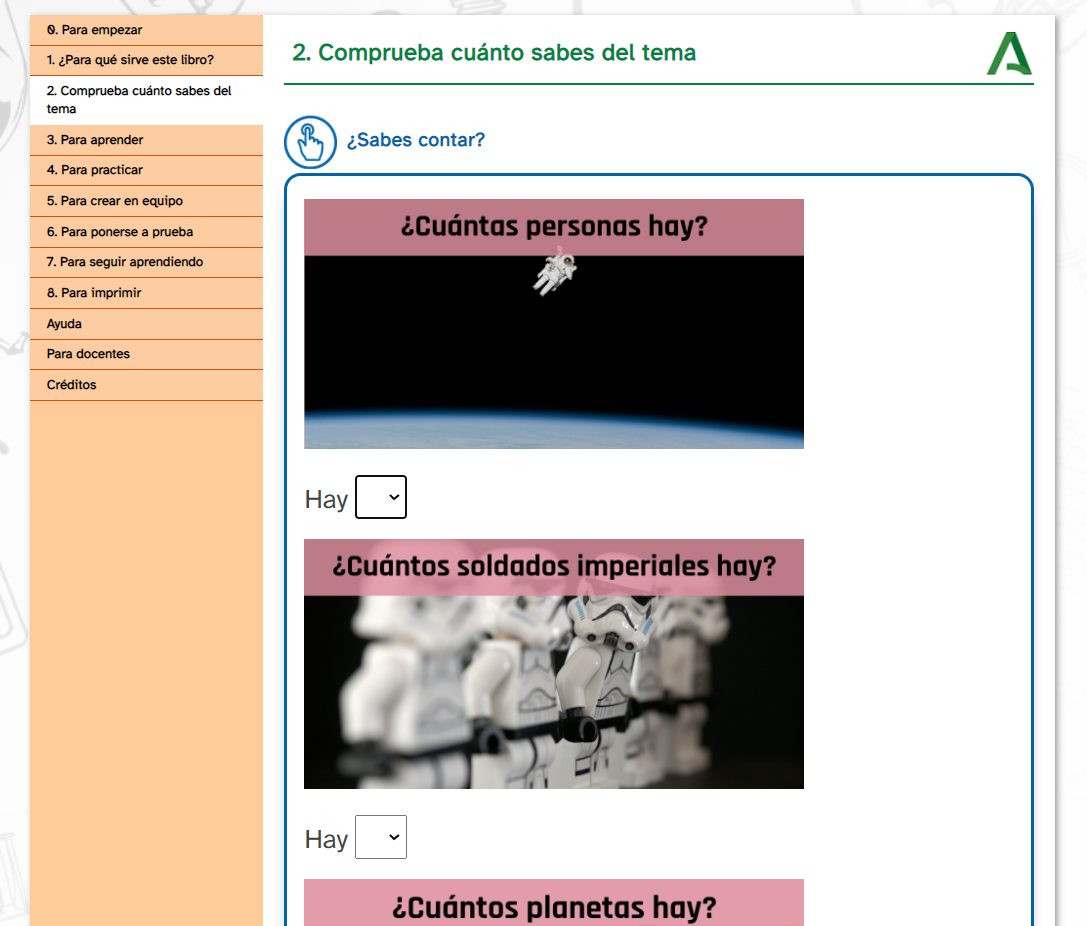 0. Para empezar
1. ¿Para qué sirve este libro?
2. Comprueba cuánto sabes del
tema
3. Para aprender
4. Para practicar
5. Para crear en equipo
6. Para ponerse a prueba
7. Para seguir aprendiendo
8. Para imprimir
Ayuda
Para docentes
Créditos
2. Comprueba cuánto sabes del tema
¿Sabes contar?
¿Cuántas personas hay?
Hay
¿Cuántos soldados imperiales hay?
Hay
¿Cuántos planetas hay?